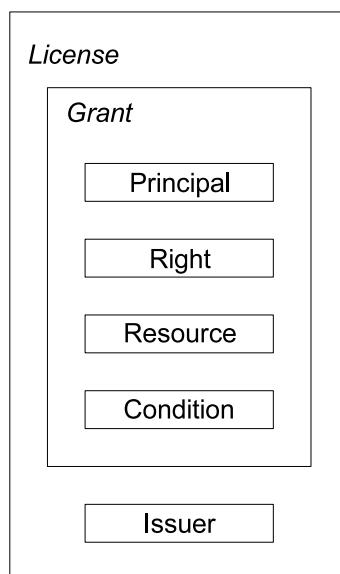 License
Grant
Principal
Right
Resource
Condition
Issuer